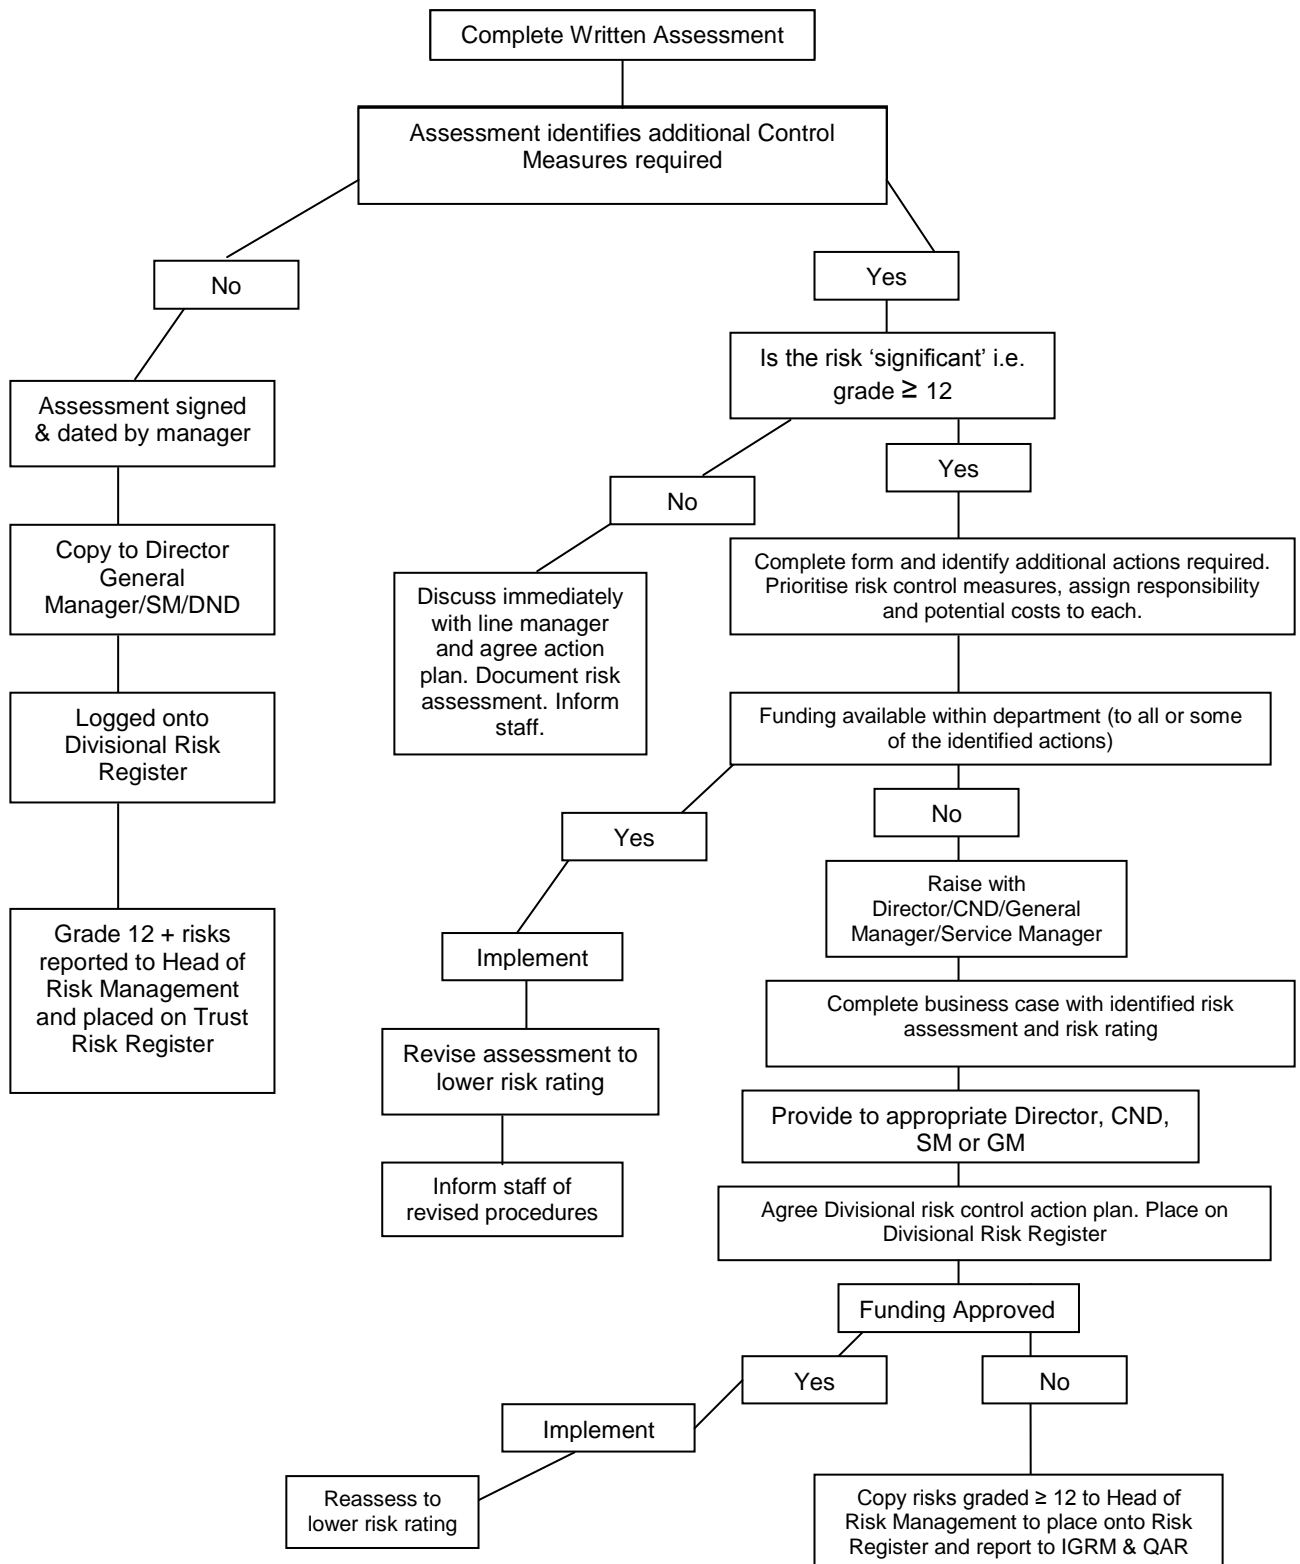 Complete Written Assessment
Assessment identifies additional Control
Measures required
No
Yes
Assessment signed
& dated by manager
Copy to Director
General
Manager/SM/DND
Logged onto
Divisional Risk
Register
Grade 12 + risks
reported to Head of
Risk Management
and placed on Trust
Risk Register
Is the risk ‘significant’ i.e.
grade ≥ 12
No
Yes
Discuss immediately
with line manager
and agree action
plan. Document risk
assessment. Inform
staff.
Complete form and identify additional actions required.
Prioritise risk control measures, assign responsibility
and potential costs to each.
Funding available within department (to all or some
of the identified actions)
Yes
No
Implement
Revise assessment to
lower risk rating
Inform staff of
revised procedures
Raise with
Director/CND/General
Manager/Service Manager
Complete business case with identified risk
assessment and risk rating
Provide to appropriate Director, CND,
SM or GM
Agree Divisional risk control action plan. Place on
Divisional Risk Register
Funding Approved
Yes
No
Implement
Reassess to
lower risk rating
Copy risks graded ≥ 12 to Head of
Risk Management to place onto Risk
Register and report to IGRM & QAR